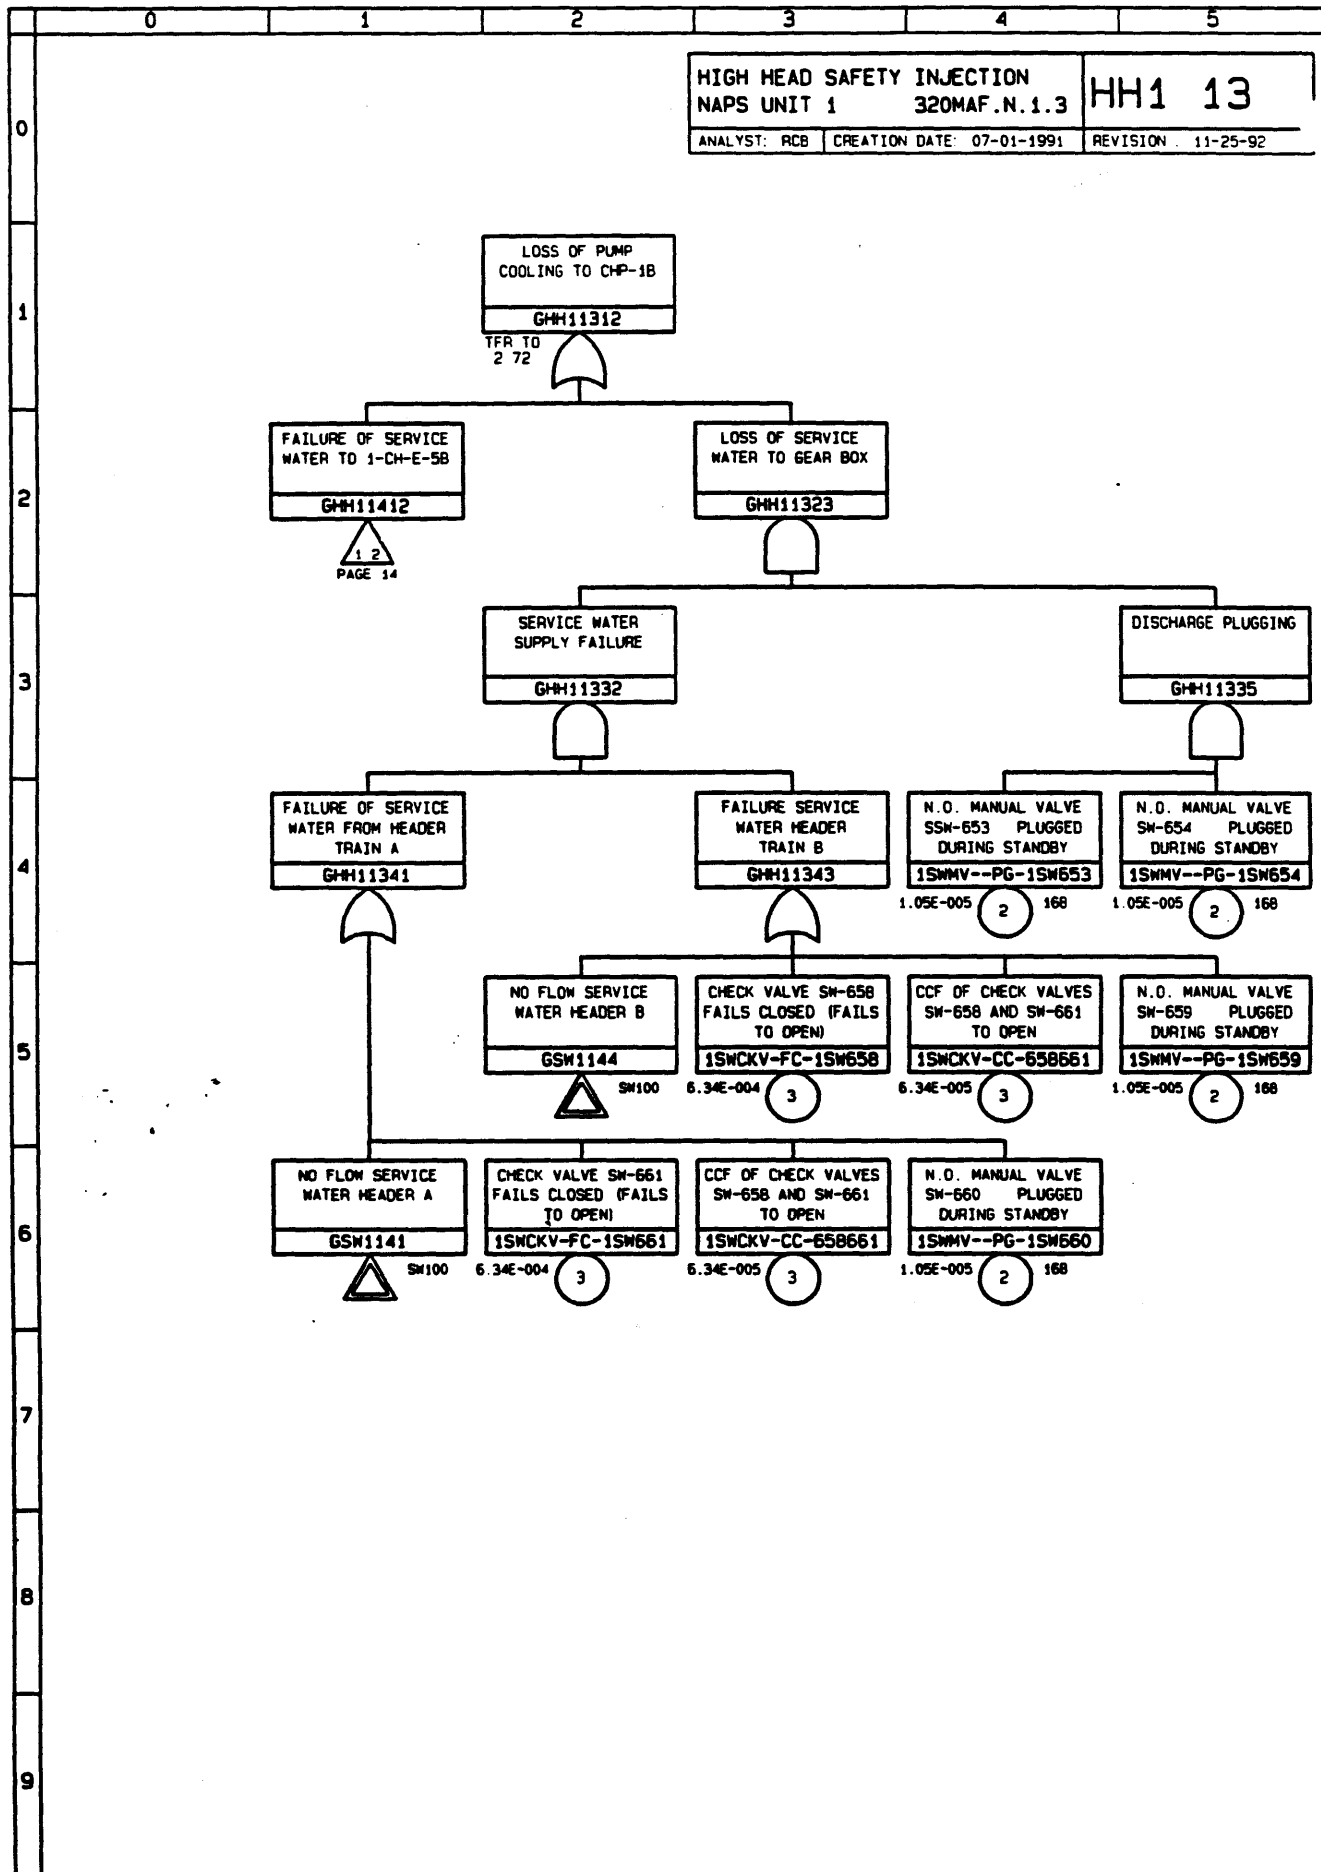 0 1 2 3 4 5
HIGH HEAD SAFETY INJECTION
NAPS UNIT 1 320MAF.N.1.3
HH1 13
ANALYST: RCB CREATION DATE: 07-01-1991 REVISION . 11-25-92
0
1
2
3
4
5
6
7
8
9
LOSS OF PUMP
COOLING TO CHP-1B
GHH11312
TFR TO
2 72
FAILURE OF SERVICE
WATER TO 1-CH-E-5B
GHH11412
1 2
PAGE 14
LOSS OF SERVICE
WATER TO GEAR BOX
GHH11323
SERVICE WATER
SUPPLY FAILURE
GHH11332
DISCHARGE PLUGGING
GHH11335
FAILURE OF SERVICE
WATER FROM HEADER
TRAIN A
GHH11341
FAILURE SERVICE
WATER HEADER
TRAIN B
GHH11343
N.O. MANUAL VALVE
SSW-653 PLUGGED
DURING STANDBY
1SWMV--PG-1SW653
1.05E-005 2 168
N.O. MANUAL VALVE
SW-654 PLUGGED
DURING STANDBY
1SWMV--PG-1SW654
1.05E-005 2 168
NO FLOW SERVICE
WATER HEADER B
GSW1144
SW100
CHECK VALVE SW-658
FAILS CLOSED (FAILS
TO OPEN)
1SWCKV-FC-1SW658
6.34E-004 3
CCF OF CHECK VALVES
SW-658 AND SW-661
TO OPEN
1SWCKV-CC-658661
6.34E-005 3
N.O. MANUAL VALVE
SW-659 PLUGGED
DURING STANDBY
1SWMV--PG-1SW659
1.05E-005 2 168
NO FLOW SERVICE
WATER HEADER A
GSW1141
SW100
CHECK VALVE SW-661
FAILS CLOSED (FAILS
TO OPEN)
1SWCKV-FC-1SW661
6.34E-004 3
CCF OF CHECK VALVES
SW-658 AND SW-661
TO OPEN
1SWCKV-CC-658661
6.34E-005 3
N.O. MANUAL VALVE
SW-660 PLUGGED
DURING STANDBY
1SWMV--PG-1SW660
1.05E-005 2 168